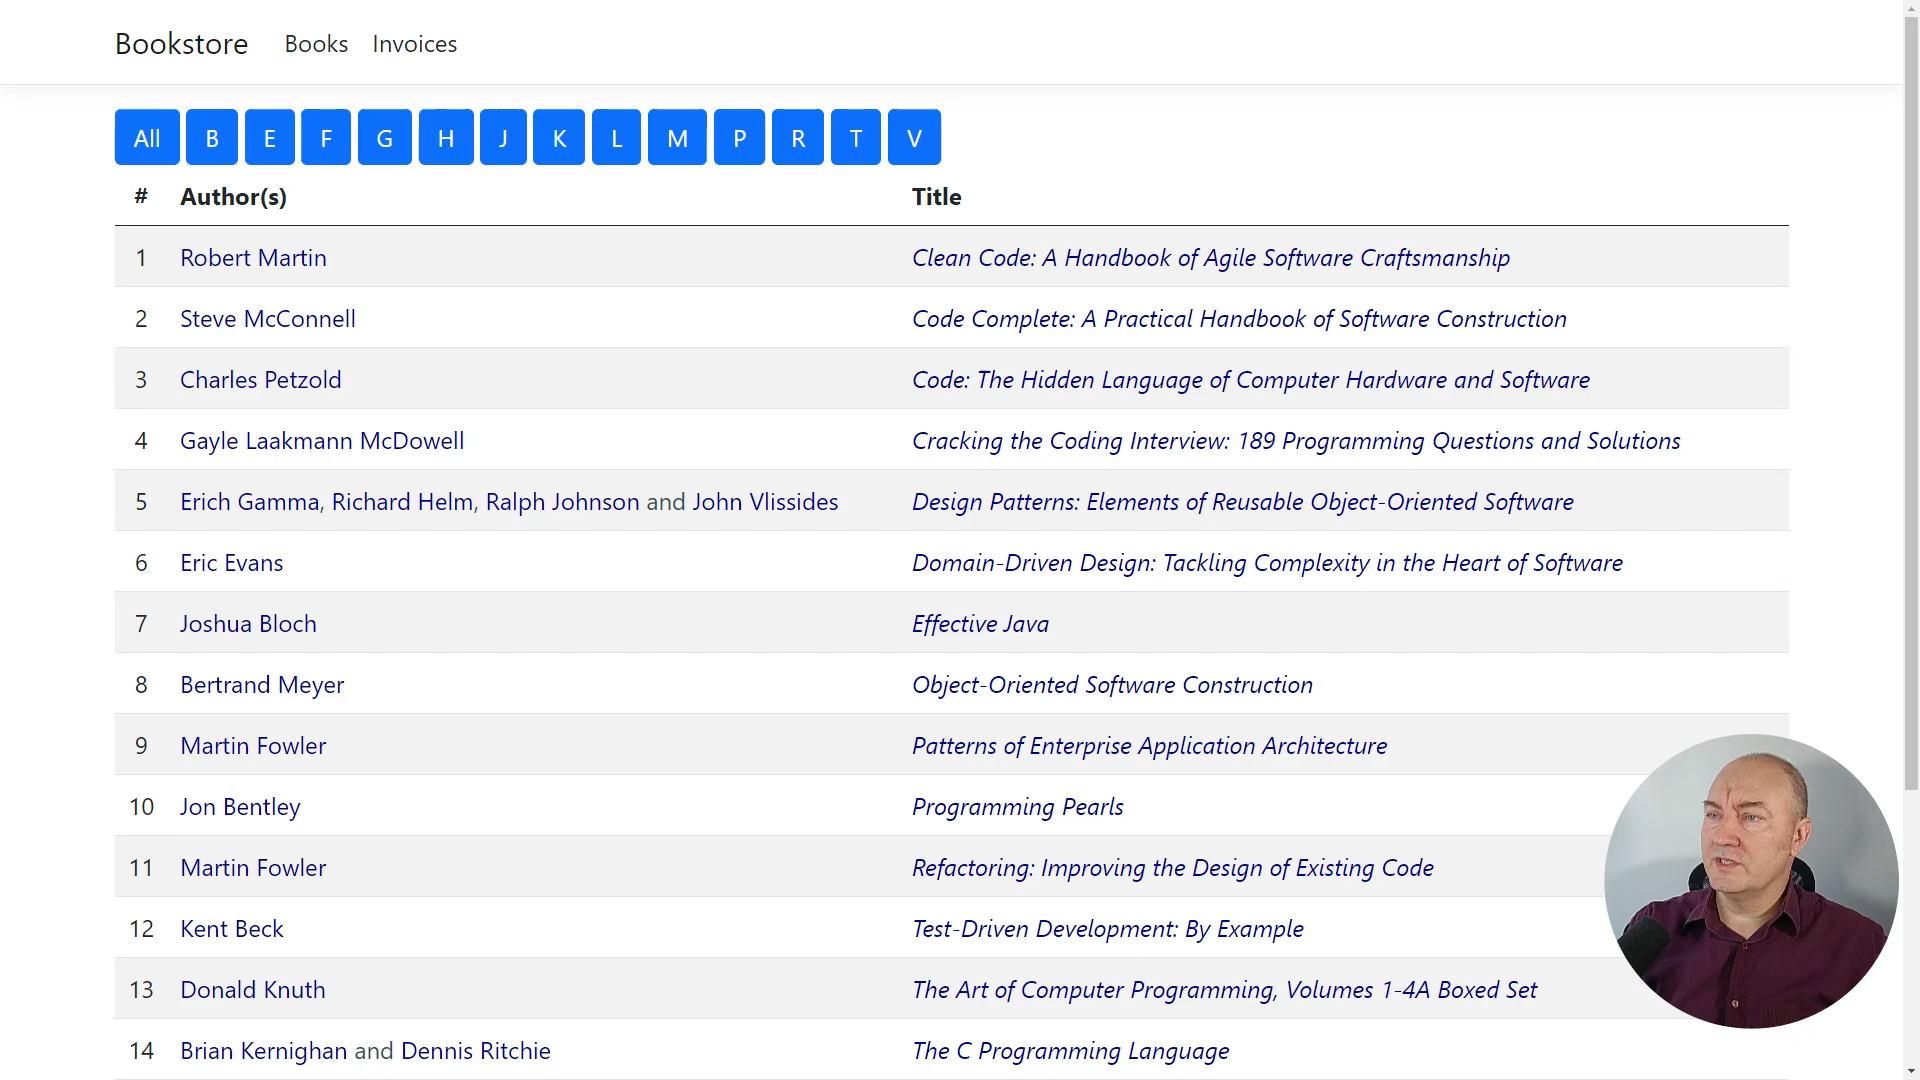 Bookstore Books Invoices
All B E F G H J K L M P R T V
# Author(s) Title
1 Robert Martin Clean Code: A Handbook of Agile Software Craftsmanship
2 Steve McConnell Code Complete: A Practical Handbook of Software Construction
3 Charles Petzold Code: The Hidden Language of Computer Hardware and Software
4 Gayle Laakmann McDowell Cracking the Coding Interview: 189 Programming Questions and Solutions
5 Erich Gamma, Richard Helm, Ralph Johnson and John Vlissides Design Patterns: Elements of Reusable Object-Oriented Software
6 Eric Evans Domain-Driven Design: Tackling Complexity in the Heart of Software
7 Joshua Bloch Effective Java
8 Bertrand Meyer Object-Oriented Software Construction
9 Martin Fowler Patterns of Enterprise Application Architecture
10 Jon Bentley Programming Pearls
11 Martin Fowler Refactoring: Improving the Design of Existing Code
12 Kent Beck Test-Driven Development: By Example
13 Donald Knuth The Art of Computer Programming, Volumes 1-4A Boxed Set
14 Brian Kernighan and Dennis Ritchie The C Programming Language